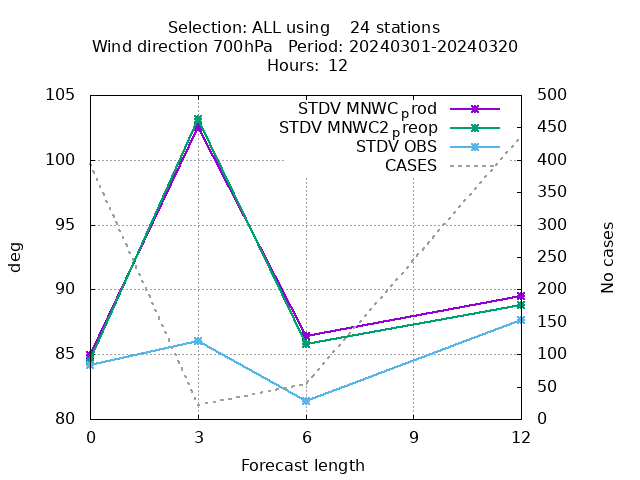 Selection: ALL using    24 stations
Wind direction 700hPa   Period: 20240301-20240320
Hours:  12
STDV MNWC_prod
STDV MNWC2_preop
STDV OBS
CASES
105
100
95
90
85
80
deg
500
450
400
350
300
250
200
150
100
50
0
No cases
0 3 6 9 12
Forecast length